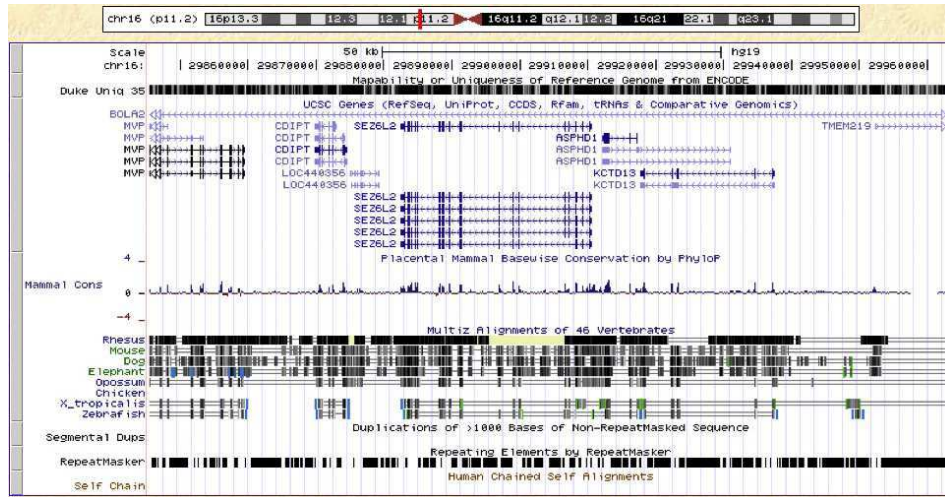 chr16 (p11.2) 16p13.3 12.3 12.1 p11.2 16q11.2 q12.1 12.2 16q21 22.1 q23.1
Scale 50 kb hg19
chr16: 29860000 29870000 29880000 29890000 29900000 29910000 29920000 29930000 29940000 29950000 29960000
Mapability or Uniqueness of Reference Genome from ENCODE
Duke Uniq 35
UCSC Genes (RefSeq, UniProt, CCDS, Rfam, tRNAs & Comparative Genomics)
BOLA2
MVP CDIPT SEZ6L2 TMEM219
MVP CDIPT ASPHD1
MVP CDIPT ASPHD1
MVP CDIPT ASPHD1
MVP LOC440356 KCTD13
LOC440356 KCTD13
SEZ6L2
SEZ6L2
SEZ6L2
SEZ6L2
SEZ6L2
Placental Mammal Basewise Conservation by PhyloP
4 _
Mammal Cons 0 -
-4 _
Multiz Alignments of 46 Vertebrates
Rhesus
Mouse
Dog
Elephant
Opossum
Chicken
X_tropicalis
Zebrafish
Duplications of >1000 Bases of Non-RepeatMasked Sequence
Segmental Dups
Repeating Elements by RepeatMasker
RepeatMasker
Human Chained Self Alignments
Self Chain